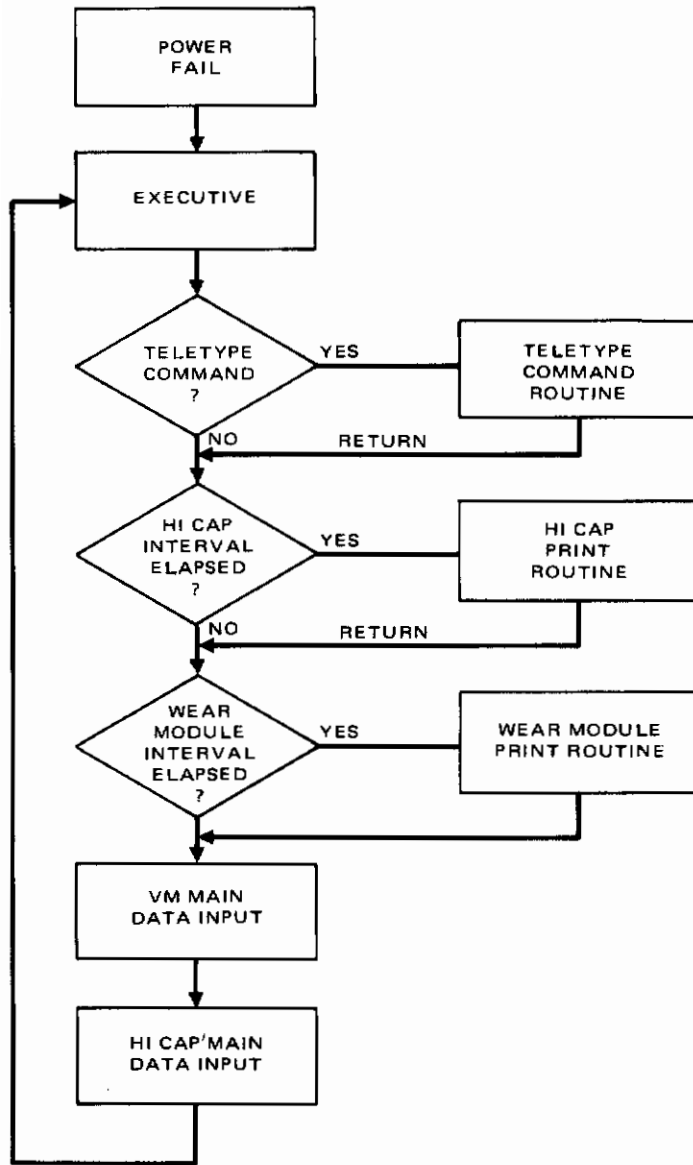 POWER
FAIL
EXECUTIVE
TELETYPE
COMMAND
?
YES
TELETYPE
COMMAND
ROUTINE
NO
RETURN
HI CAP
INTERVAL
ELAPSED
?
YES
HI CAP
PRINT
ROUTINE
NO
RETURN
WEAR
MODULE
INTERVAL
ELAPSED
?
YES
WEAR MODULE
PRINT ROUTINE
VM MAIN
DATA INPUT
HI CAP'MAIN
DATA INPUT